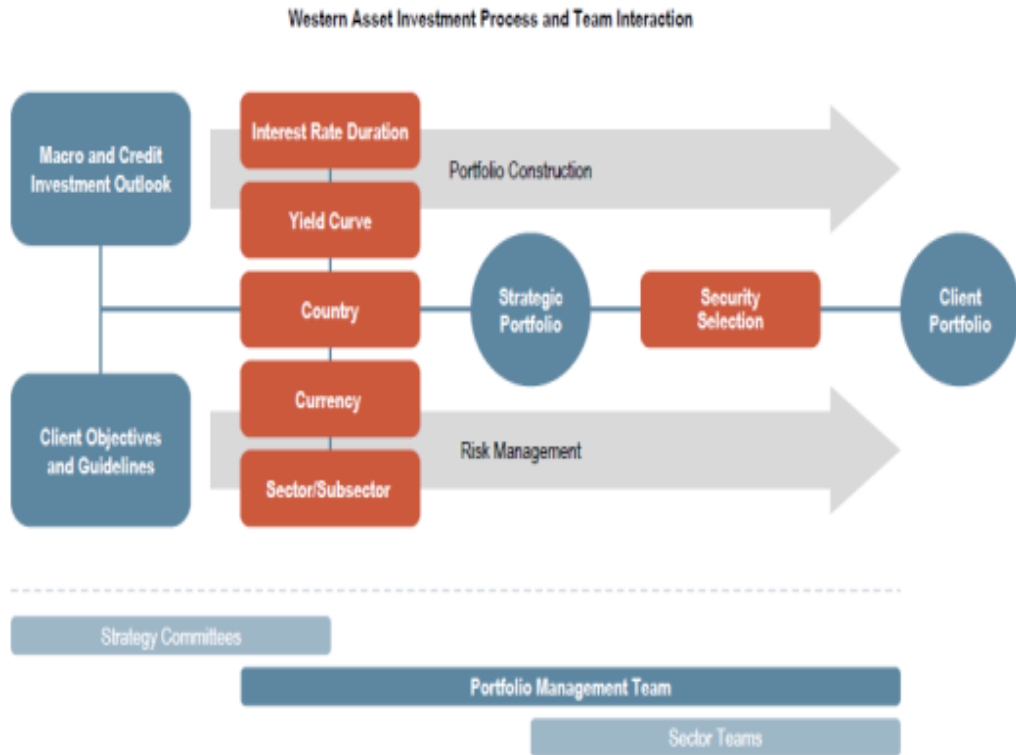 Western Asset Investment Process and Team Interaction
Macro and Credit
Investment Outlook
Client Objectives
and Guidelines
Interest Rate Duration
Yield Curve
Country
Currency
Sector/Subsector
Portfolio Construction
Risk Management
Strategic
Portfolio
Security
Selection
Client
Portfolio
Strategy Committees
Portfolio Management Team
Sector Teams